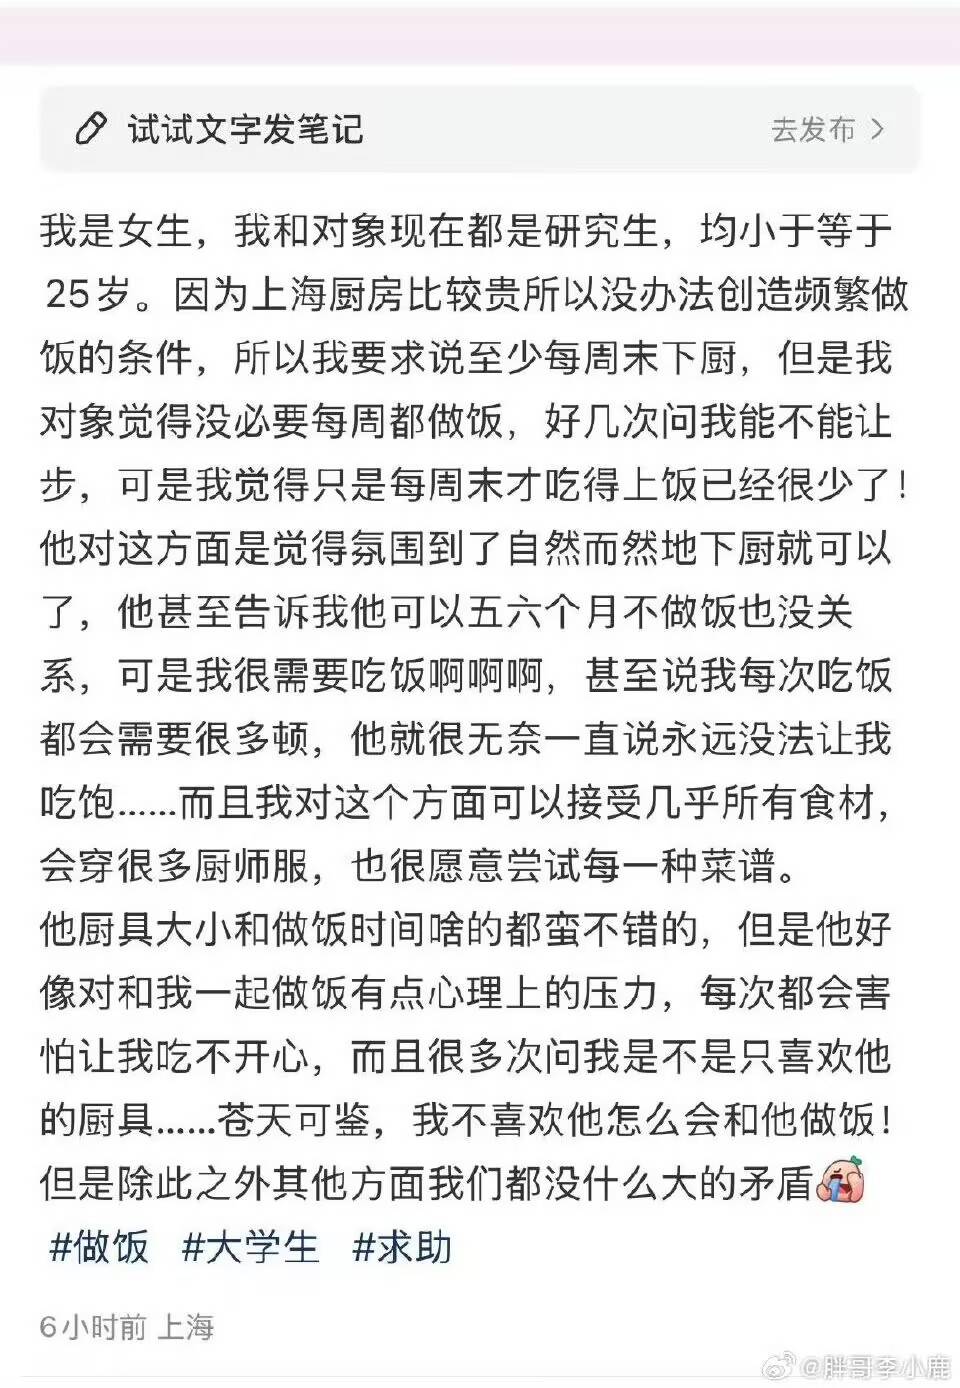 试试文字发笔记
去发布
我是女生，我和对象现在都是研究生，均小于等于
25岁。因为上海厨房比较贵所以没办法创造频繁做
饭的条件，所以我要求说至少每周末下厨，但是我
对象觉得没必要每周都做饭，好几次问我能不能让
步，可是我觉得只是每周末才吃得上饭已经很少了！
他对这方面是觉得氛围到了自然而然地下厨就可以
了，他甚至告诉我他可以五六个月不做饭也没关
系，可是我很需要吃饭啊啊啊，甚至说我每次吃饭
都会需要很多顿，他就很无奈一直说永远没法让我
吃饱……而且我对这个方面可以接受几乎所有食材，
会穿很多厨师服，也很愿意尝试每一种菜谱。
他厨具大小和做饭时间啥的都蛮不错的，但是他好
像对和我一起做饭有点心理上的压力，每次都会害
怕让我吃不开心，而且很多次问我是不是只喜欢他
的厨具……苍天可鉴，我不喜欢他怎么会和他做饭！
但是除此之外其他方面我们都没什么大的矛盾
#做饭 #大学生 #求助
6小时前 上海
@胖哥李小鹿